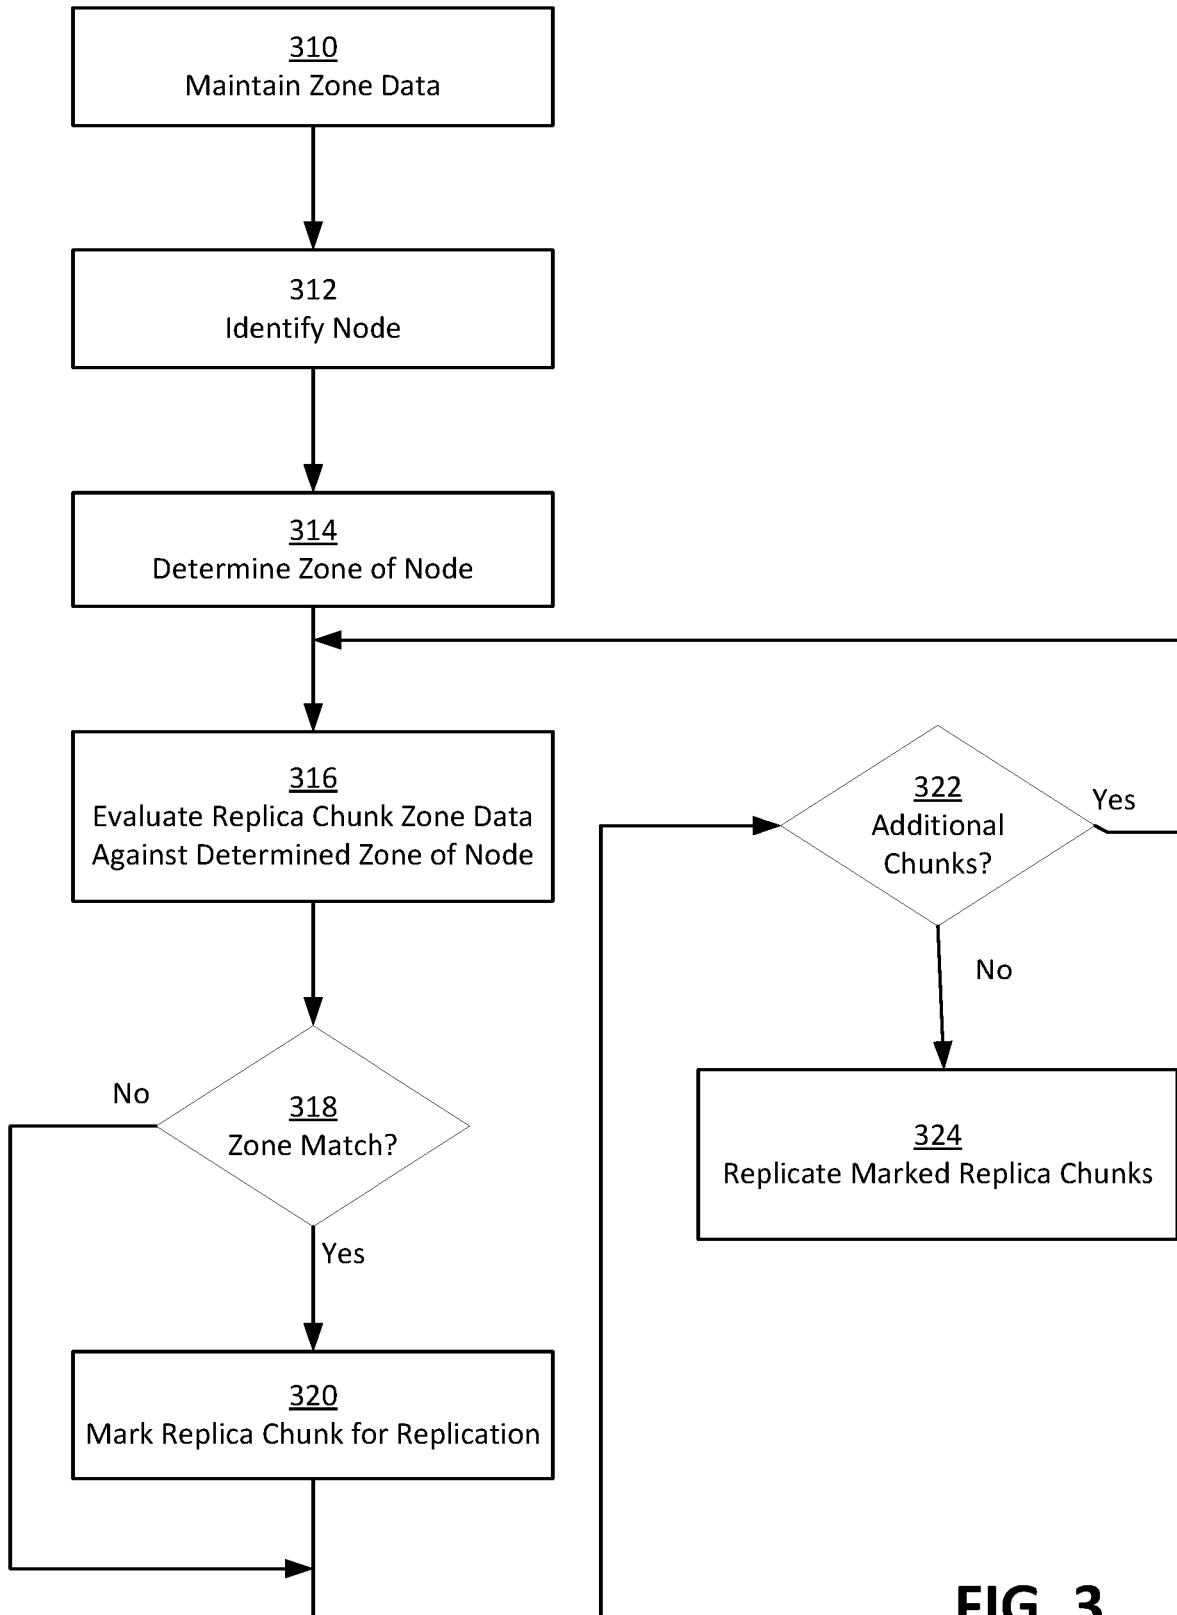 310
Maintain Zone Data
312
Identify Node
314
Determine Zone of Node
316
Evaluate Replica Chunk Zone Data
Against Determined Zone of Node
318
Zone Match?
No
Yes
320
Mark Replica Chunk for Replication
322
Additional
Chunks?
Yes
No
324
Replicate Marked Replica Chunks
FIG. 3